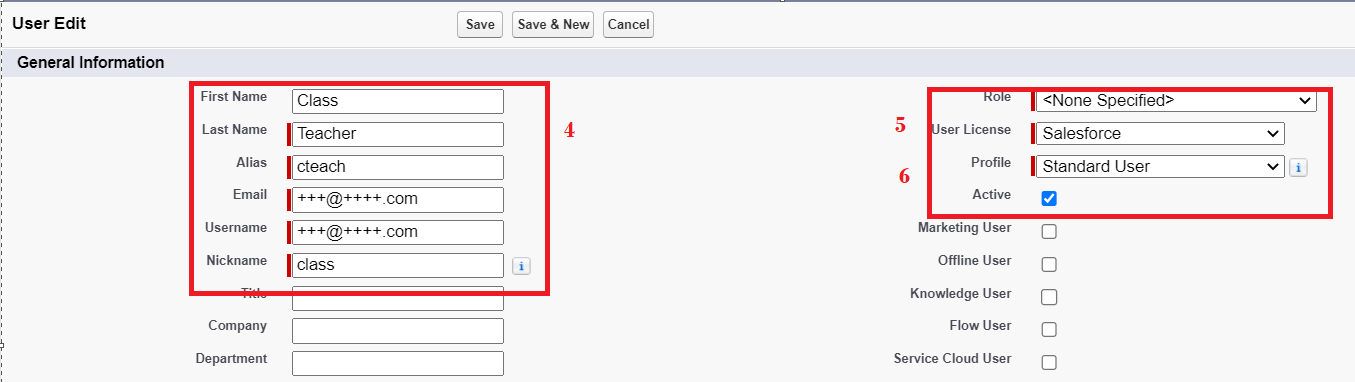 User Edit
Save
Save & New
Cancel
General Information
First Name Class
Last Name Teacher
Alias cteach
Email +++@++++.com
Username +++@++++.com
Nickname class i
Title
Company
Department
4
Role <None Specified>
5
User License Salesforce
6
Profile Standard User i
Active
Marketing User
Offline User
Knowledge User
Flow User
Service Cloud User